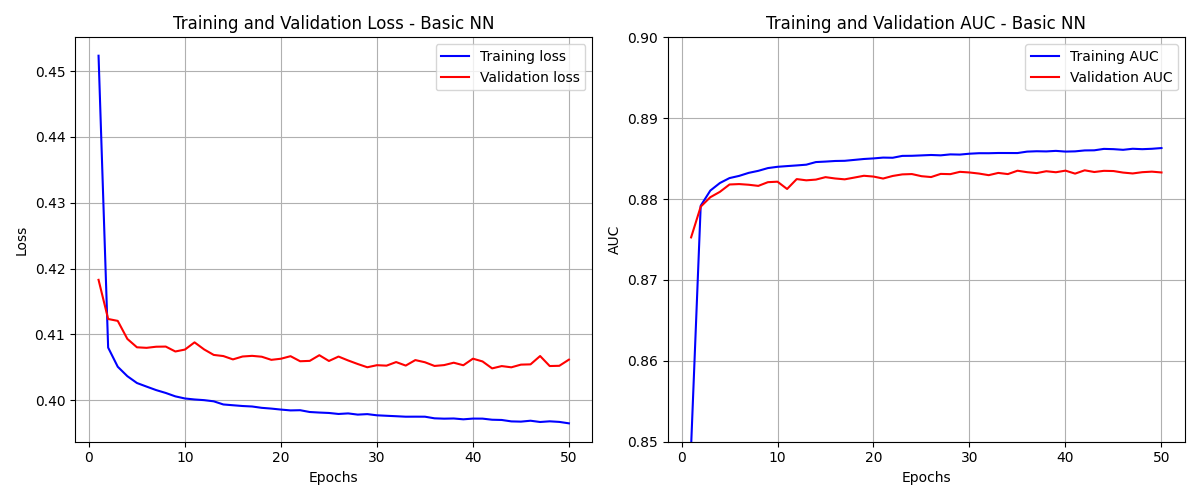 Training and Validation Loss - Basic NN
Training loss
Validation loss
0.45
0.44
0.43
0.42
0.41
0.40
Loss
0
10
20
30
40
50
Epochs
Training and Validation AUC - Basic NN
Training AUC
Validation AUC
0.90
0.89
0.88
0.87
0.86
0.85
AUC
0
10
20
30
40
50
Epochs